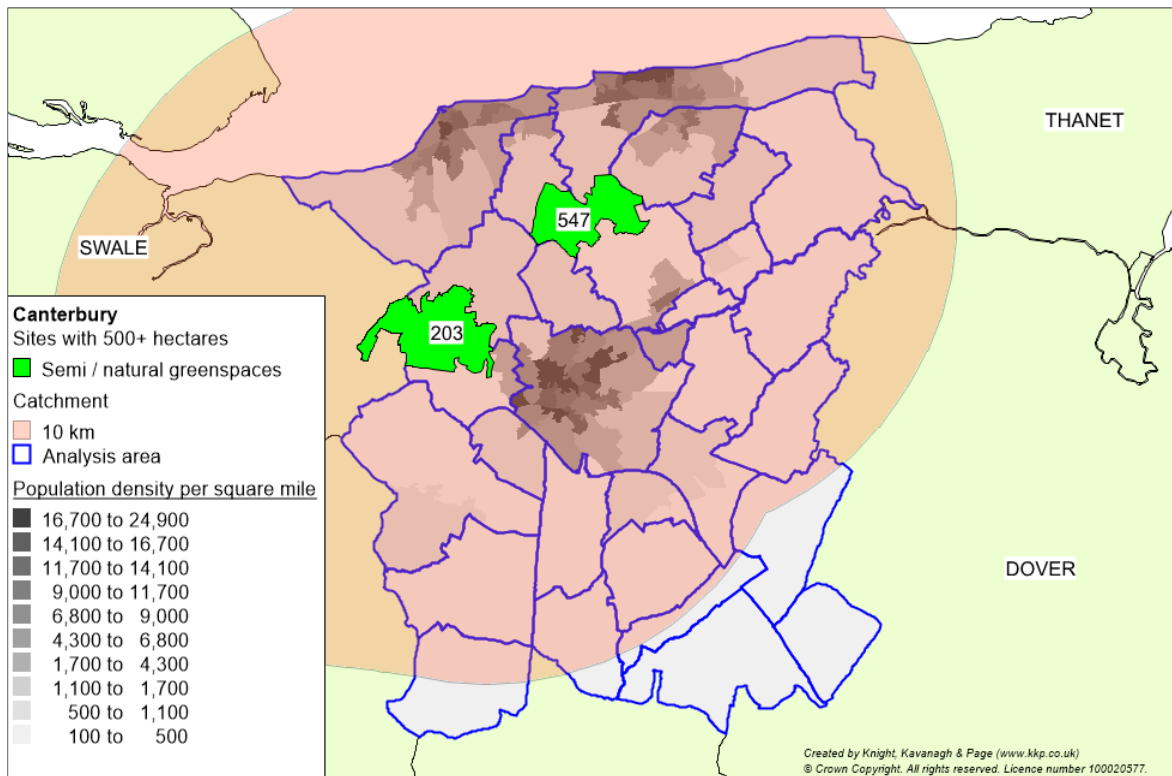 THANET
547
SWALE
203
DOVER
Canterbury
Sites with 500+ hectares
Semi / natural greenspaces
Catchment
10 km
Analysis area
Population density per square mile
16,700 to 24,900
14,100 to 16,700
11,700 to 14,100
9,000 to 11,700
6,800 to 9,000
4,300 to 6,800
1,700 to 4,300
1,100 to 1,700
500 to 1,100
100 to 500
Created by Knight, Kavanagh & Page (www.kkp.co.uk)
© Crown Copyright. All rights reserved. Licence number 100020577.